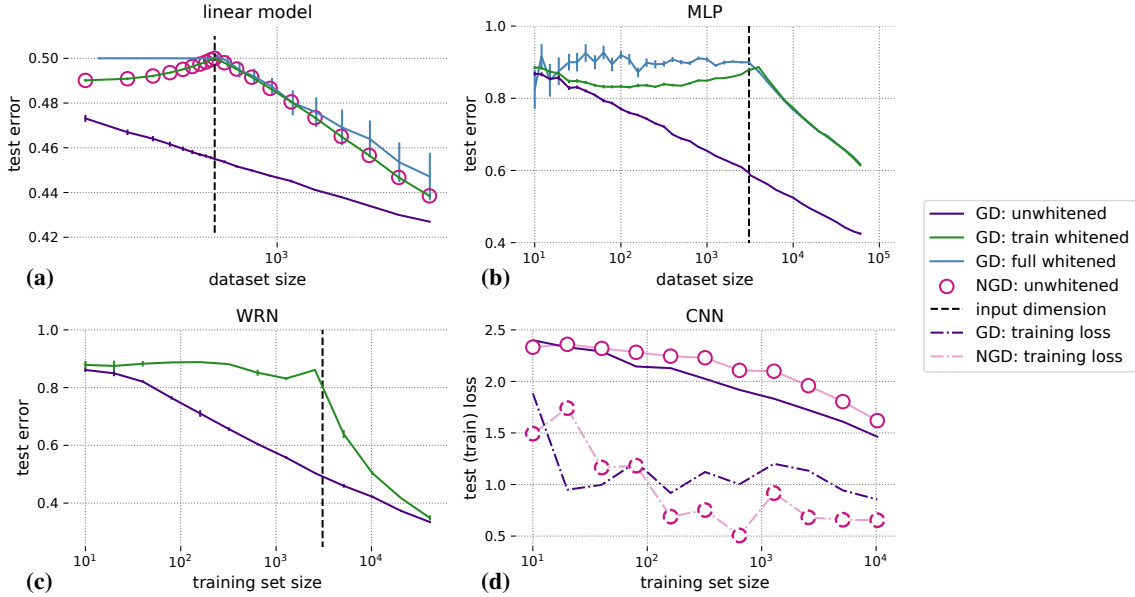 linear model
test error
0.50
0.48
0.46
0.44
0.42
10³
dataset size
(a)
MLP
test error
1.0
0.8
0.6
0.4
10¹
10²
10³
10⁴
10⁵
dataset size
(b)
GD: unwhitened
GD: train whitened
GD: full whitened
NGD: unwhitened
input dimension
GD: training loss
NGD: training loss
WRN
test error
1.0
0.8
0.6
0.4
10¹
10²
10³
10⁴
training set size
(c)
CNN
test (train) loss
2.5
2.0
1.5
1.0
0.5
10¹
10²
10³
10⁴
training set size
(d)